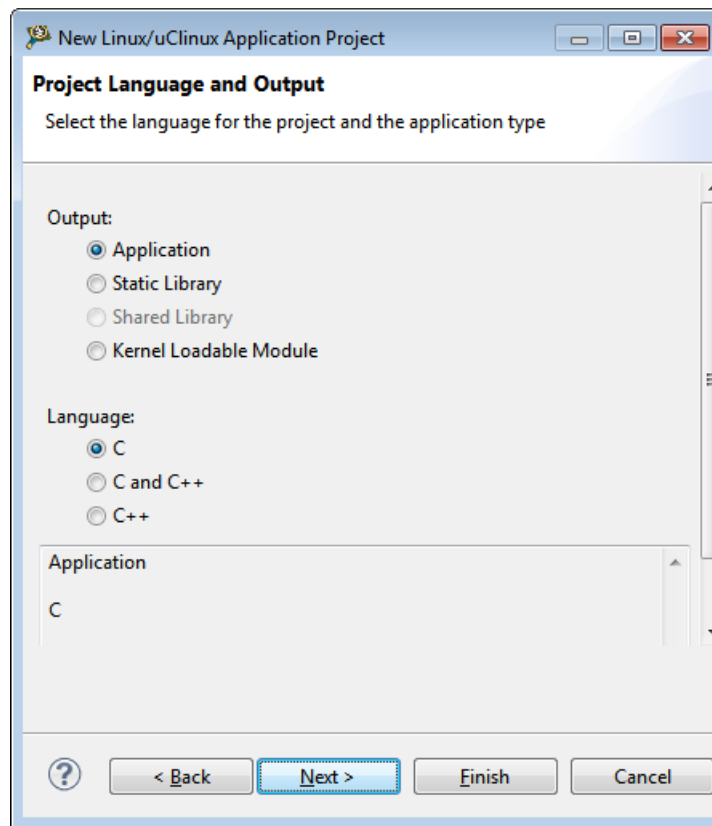 New Linux/uClinux Application Project
Project Language and Output
Select the language for the project and the application type
Output:
Application
Static Library
Shared Library
Kernel Loadable Module
Language:
C
C and C++
C++
Application
C
? < Back Next > Finish Cancel